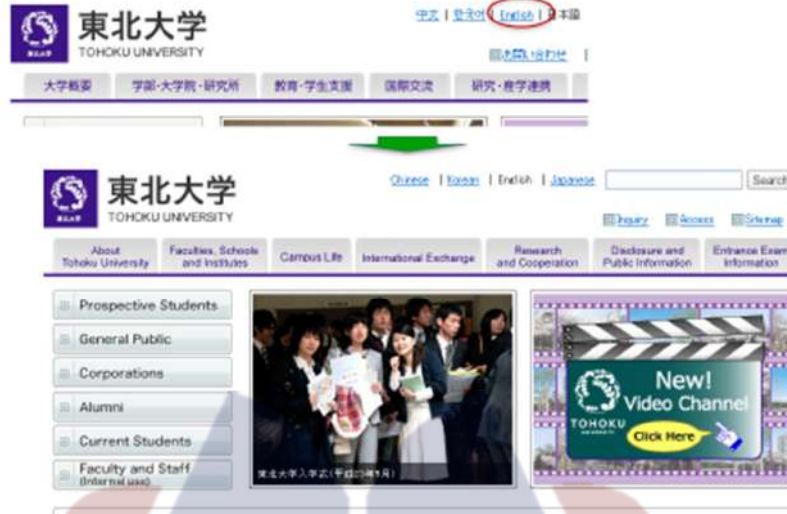 東北大学
TOHOKU UNIVERSITY
中文 | 한국어 | English | 日本語
お問い合わせ |
大学概要 学部・大学院・研究所 教育・学生支援 国際交流 研究・産学連携
東北大学
TOHOKU UNIVERSITY
Chinese | Korean | English | Japanese
Search
Inquiry Access Sitemap
About Tohoku University
Faculties, Schools and Institutes
Campus Life
International Exchange
Research and Cooperation
Disclosure and Public Information
Entrance Exam Information
Prospective Students
General Public
Corporations
Alumni
Current Students
Faculty and Staff
(Internal use)
New!
Video Channel
TOHOKU
UNIVERSITY
Click Here